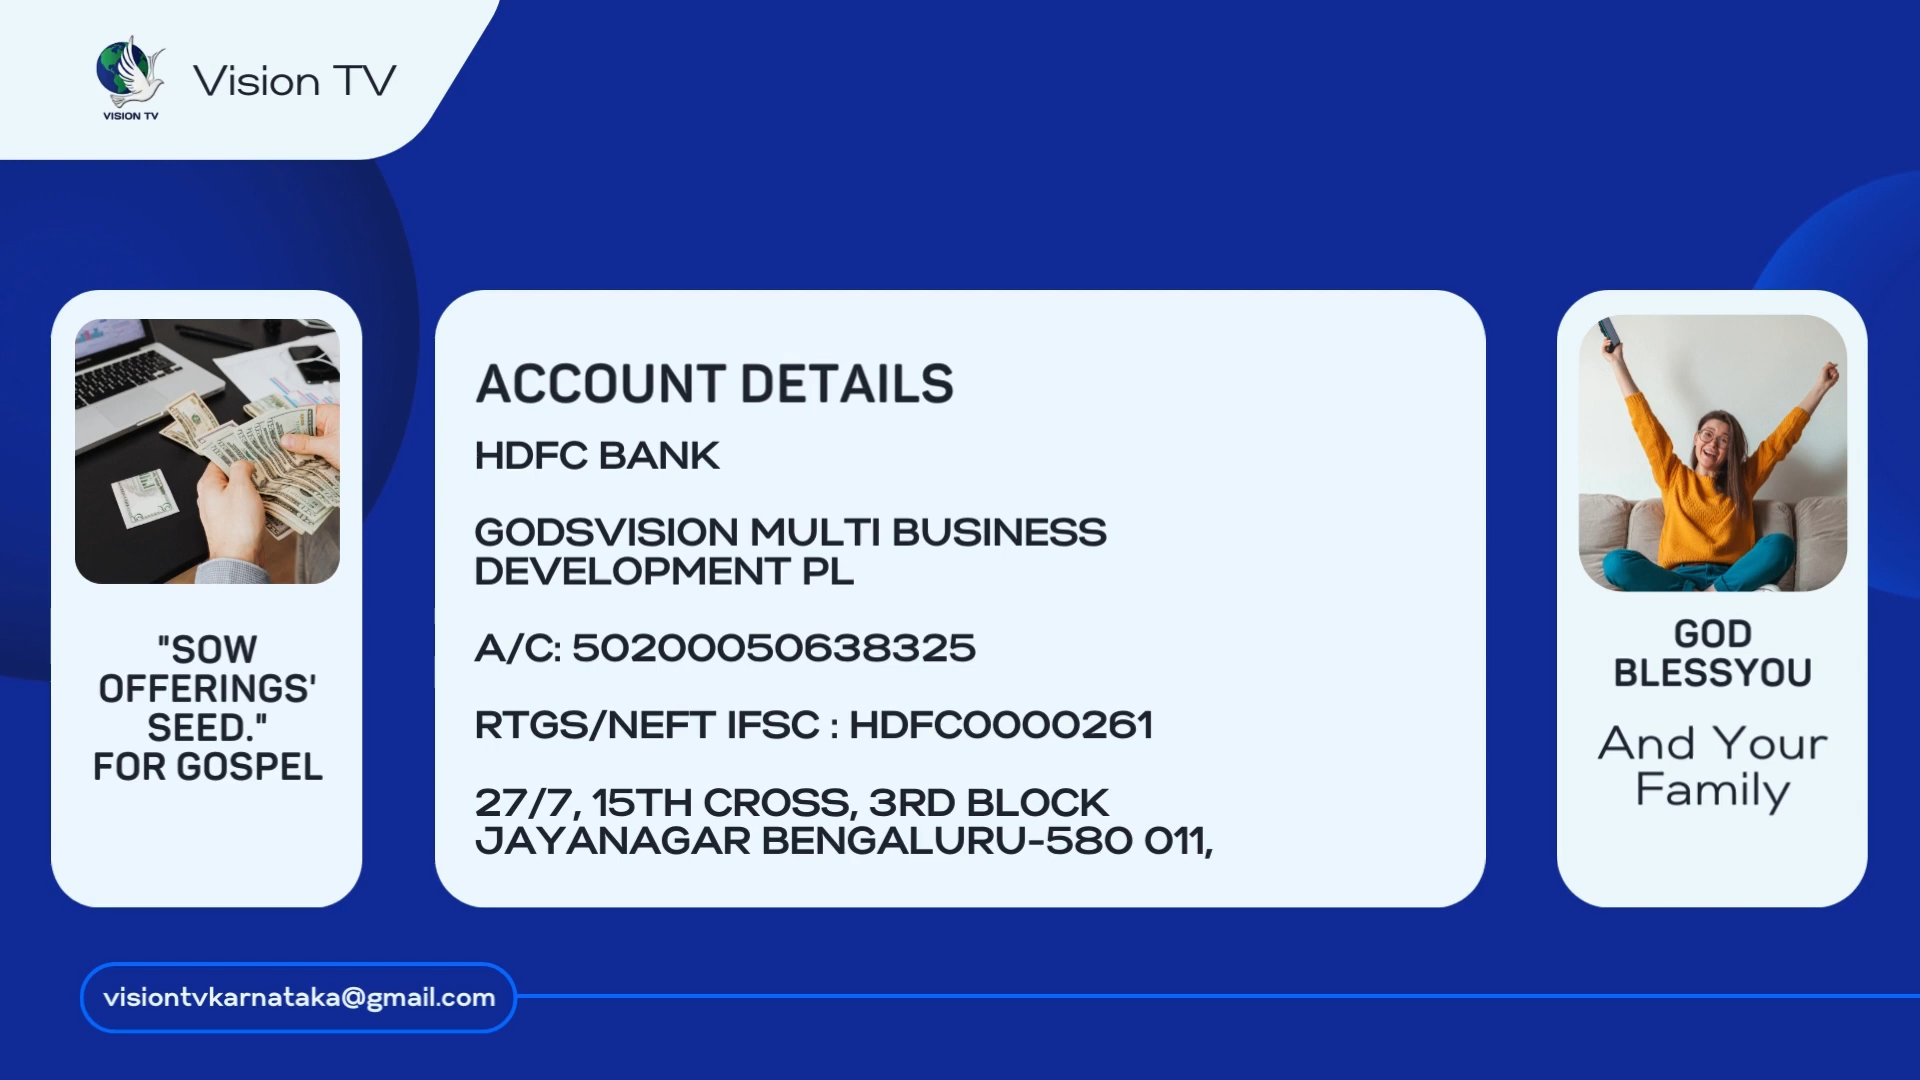 VISION TV
Vision TV
"SOW
OFFERINGS'
SEED."
FOR GOSPEL
ACCOUNT DETAILS
HDFC BANK
GODSVISION MULTI BUSINESS
DEVELOPMENT PL
A/C: 50200050638325
RTGS/NEFT IFSC : HDFC0000261
27/7, 15TH CROSS, 3RD BLOCK
JAYANAGAR BENGALURU-580 011,
GOD
BLESSYOU
And Your
Family
visiontvkarnataka@gmail.com